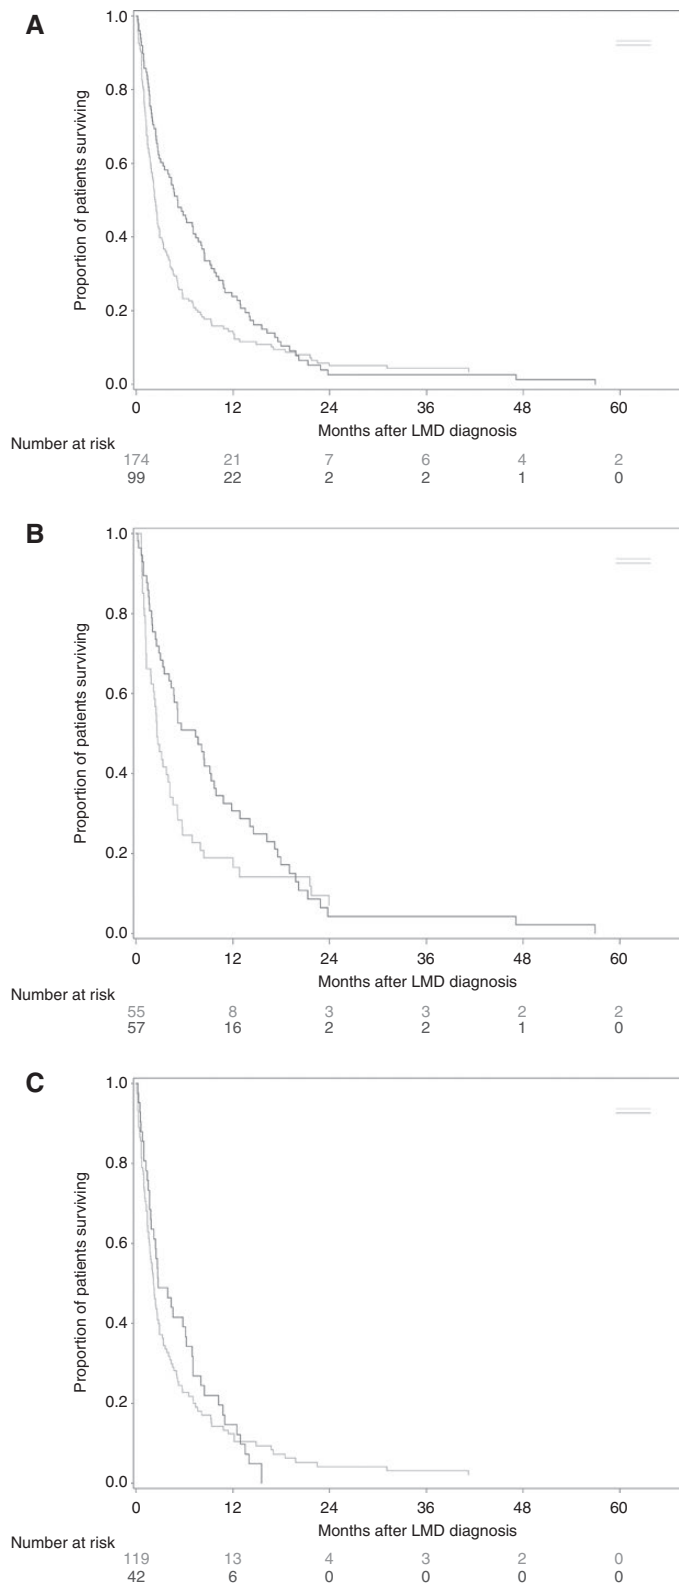 A
Proportion of patients surviving
1.0
0.8
0.6
0.4
0.2
0.0
0 12 24 36 48 60
Months after LMD diagnosis
Number at risk
174 21 7 6 4 2
99 22 2 2 1 0
B
Proportion of patients surviving
1.0
0.8
0.6
0.4
0.2
0.0
0 12 24 36 48 60
Months after LMD diagnosis
Number at risk
55 8 3 3 2 2
57 16 2 2 1 0
C
Proportion of patients surviving
1.0
0.8
0.6
0.4
0.2
0.0
0 12 24 36 48 60
Months after LMD diagnosis
Number at risk
119 13 4 3 2 0
42 6 0 0 0 0